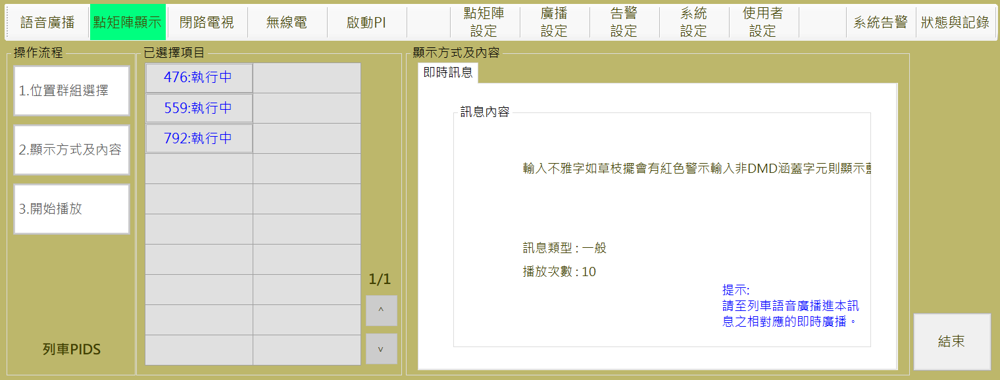 語音廣播
點矩陣顯示
閉路電視
無線電
啟動PI
點矩陣
設定
廣播
設定
告警
設定
系統
設定
使用者
設定
系統告警
狀態與記錄
操作流程
1.位置群組選擇
2.顯示方式及內容
3.開始播放
列車PIDS
已選擇項目
476:執行中
559:執行中
792:執行中
1/1
^
v
顯示方式及內容
即時訊息
訊息內容
輸入不雅字如草枝擺會有紅色警示輸入非DMD涵蓋字元則顯示
訊息類型 : 一般
播放次數 : 10
提示:
請至列車語音廣播進本訊
息之相對應的即時廣播。
結束